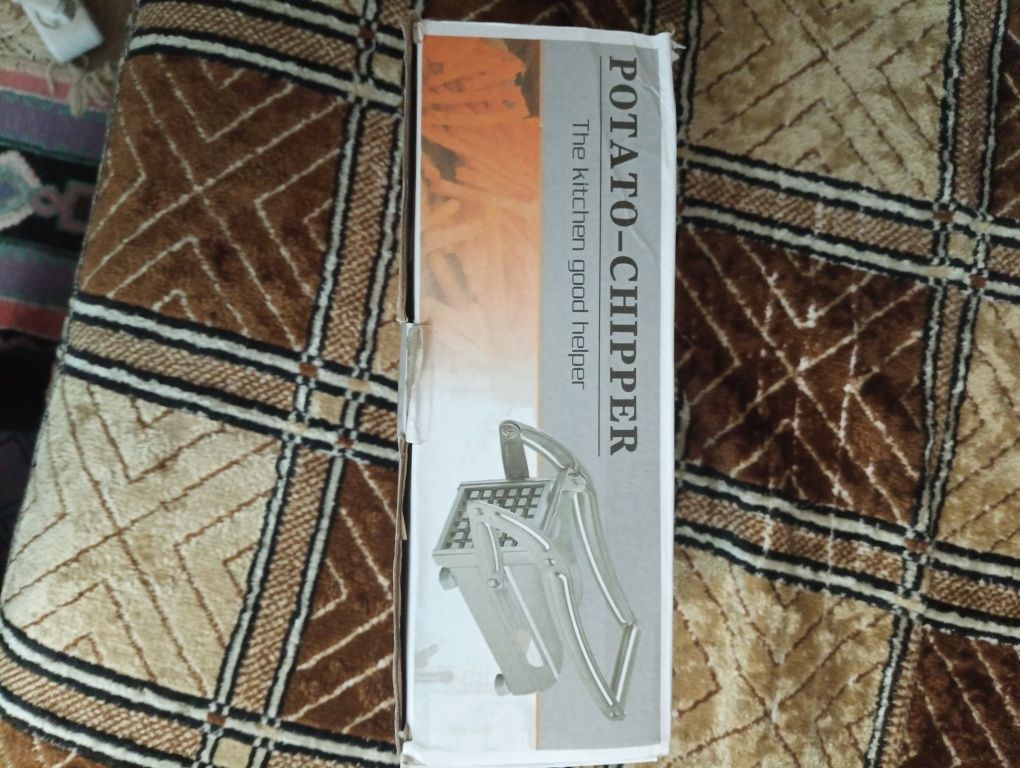 POTATO-CHIPPER
The kitchen good helper